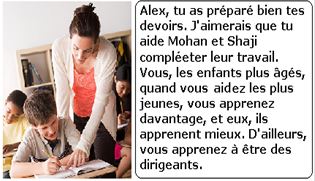 Alex, tu as préparé bien tes
devoirs. J'aimerais que tu
aide Mohan et Shaji
compléeter leur travail.
Vous, les enfants plus âgés,
quand vous aidez les plus
jeunes, vous apprenez
davantage, et eux, ils
apprenent mieux. D'ailleurs,
vous apprenez à être des
dirigeants.